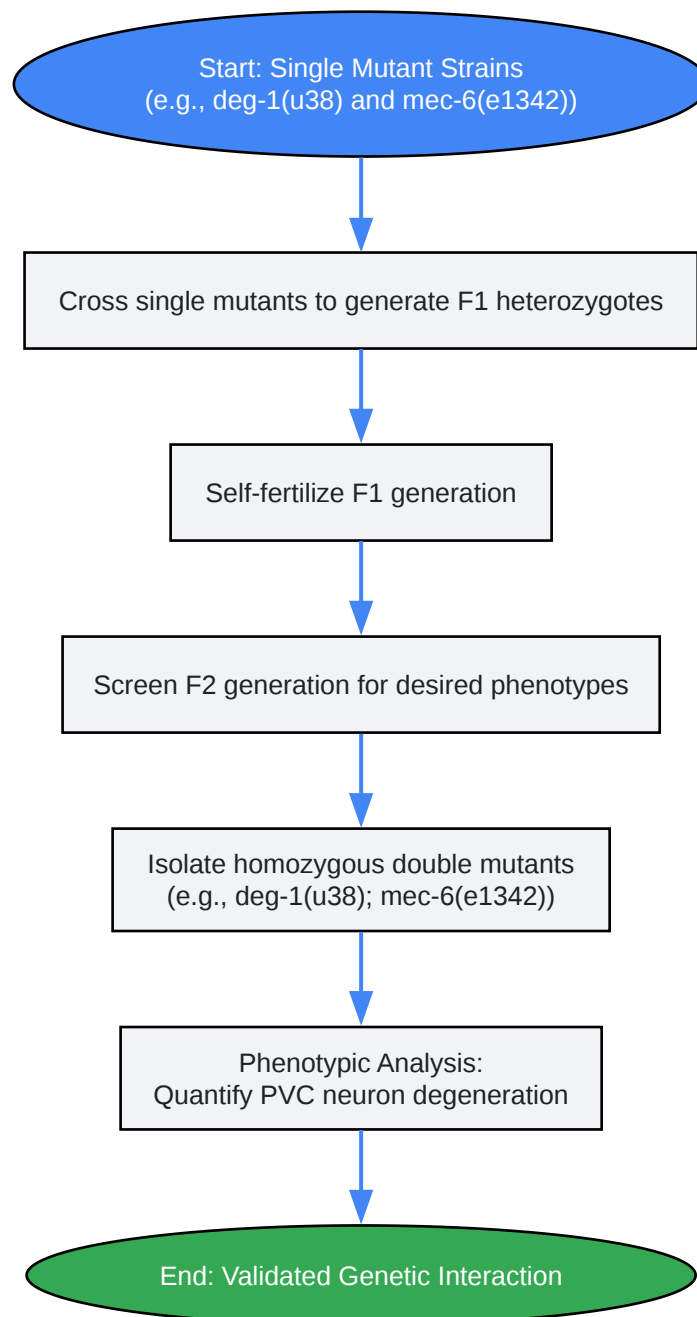 Start: Single Mutant Strains
(e.g., deg-1(u38) and mec-6(e1342))
Cross single mutants to generate F1 heterozygotes
Self-fertilize F1 generation
Screen F2 generation for desired phenotypes
Isolate homozygous double mutants
(e.g., deg-1(u38); mec-6(e1342))
Phenotypic Analysis:
Quantify PVC neuron degeneration
End: Validated Genetic Interaction